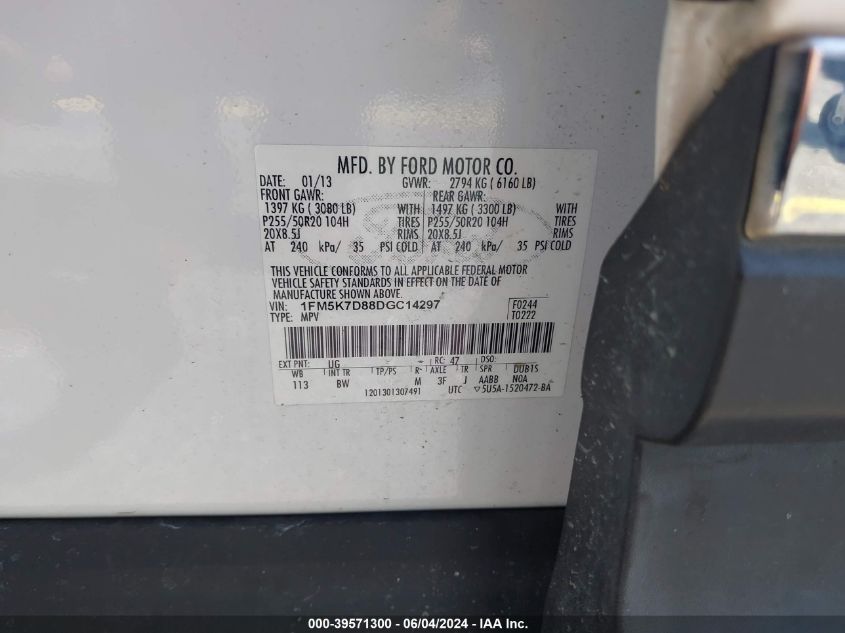 MFD. BY FORD MOTOR CO.
DATE: 01/13 GVWR: 2794 KG ( 6160 LB)
FRONT GAWR: REAR GAWR:
1397 KG ( 3080 LB) WITH 1497 KG ( 3300 LB) WITH
P255/50R20 104H TIRES P255/50R20 104H TIRES
20X8.5J RIMS 20X8.5J RIMS
AT 240 kPa/ 35 PSI COLD AT 240 kPa/ 35 PSI COLD
THIS VEHICLE CONFORMS TO ALL APPLICABLE FEDERAL MOTOR
VEHICLE SAFETY STANDARDS IN EFFECT ON THE DATE OF
MANUFACTURE SHOWN ABOVE.
VIN: 1FM5K7D88DGC14297 F0244
TYPE: MPV T0222
EXT PNT: UG RC: 47 DSO:
WB INT TR TP/PS R AXLE TR SPR DUB1S
113 BW M 3F J AABB NOA
1201301307491 UTC ▽5U5A-1520472-BA
000-39571300 - 06/04/2024 - IAA Inc.